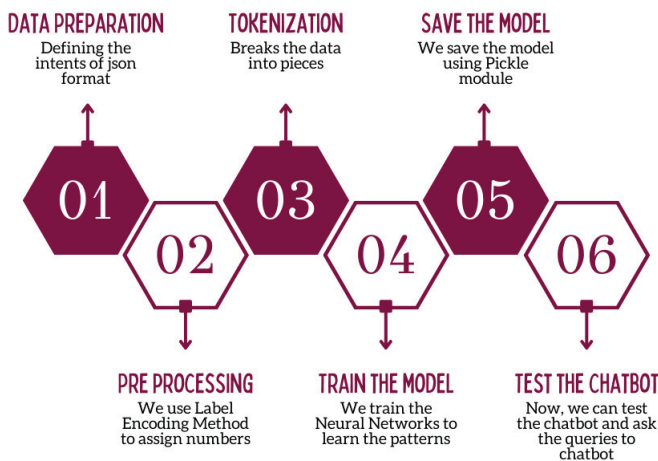 DATA PREPARATION
Defining the
intents of json
format
TOKENIZATION
Breaks the data
into pieces
SAVE THE MODEL
We save the model
using Pickle
module
01
02
03
04
05
06
PRE PROCESSING
We use Label
Encoding Method
to assign numbers
TRAIN THE MODEL
We train the
Neural Networks to
learn the patterns
TEST THE CHATBOT
Now, we can test
the chatbot and ask
the queries to
chatbot